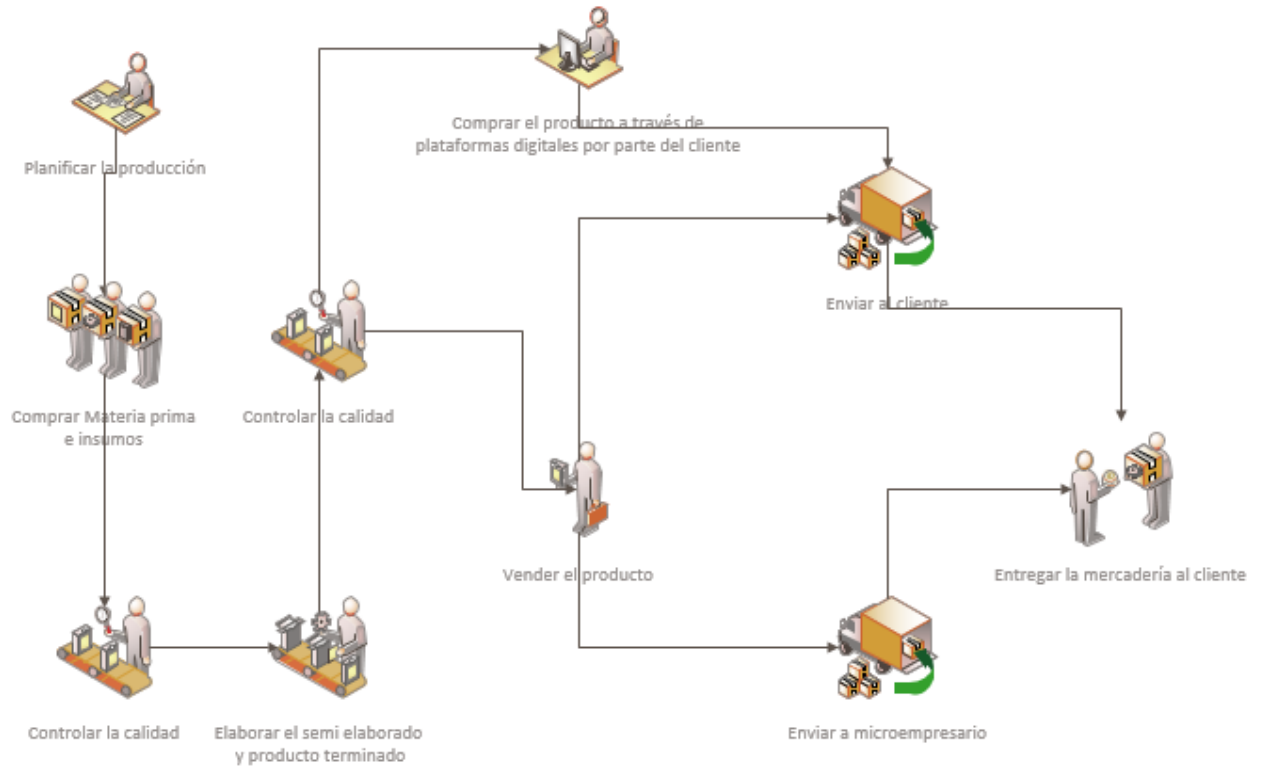 Comprar el producto a través de
plataformas digitales por parte del cliente
Planificar la producción
Enviar al cliente
Comprar Materia prima
e insumos
Controlar la calidad
Vender el producto
Entregar la mercadería al cliente
Controlar la calidad
Elaborar el semi elaborado
y producto terminado
Enviar a microempresario